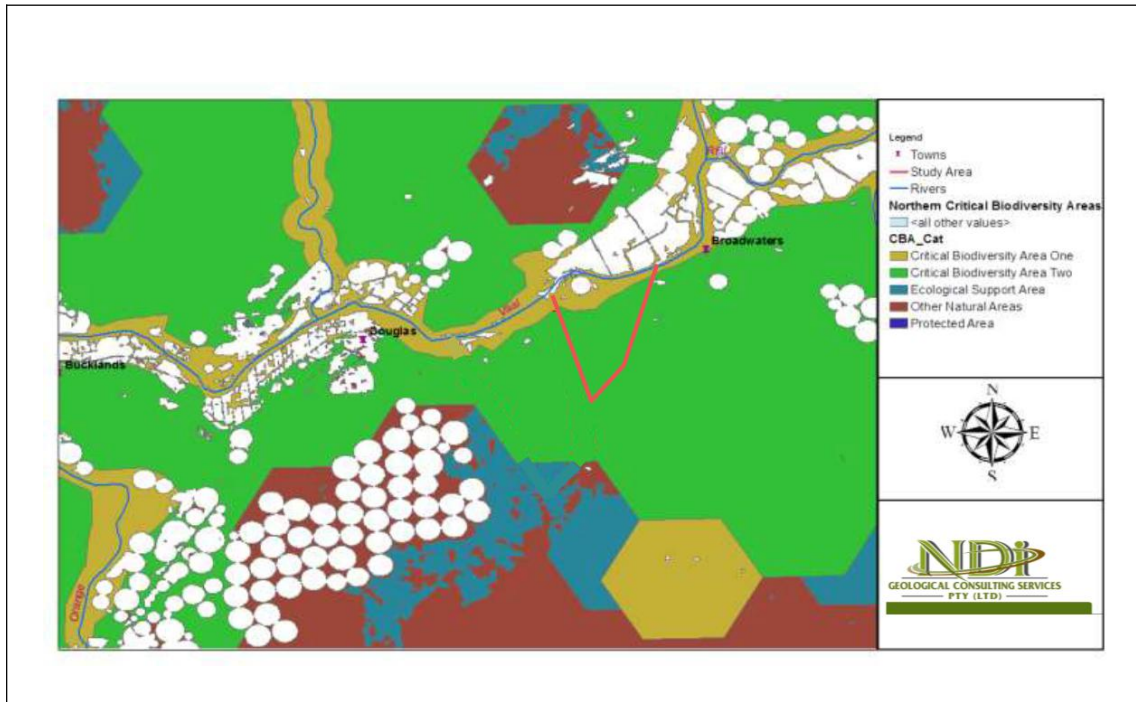 Riet
Broadwaters
Vaal
Douglas
Bucklands
Orange
Legend
Towns
Study Area
Rivers
Northern Critical Biodiversity Areas
<all other values>
CBA_Cat
Critical Biodiversity Area One
Critical Biodiversity Area Two
Ecological Support Area
Other Natural Areas
Protected Area
N
W E
S
NDi
GEOLOGICAL CONSULTING SERVICES
PTY (LTD)